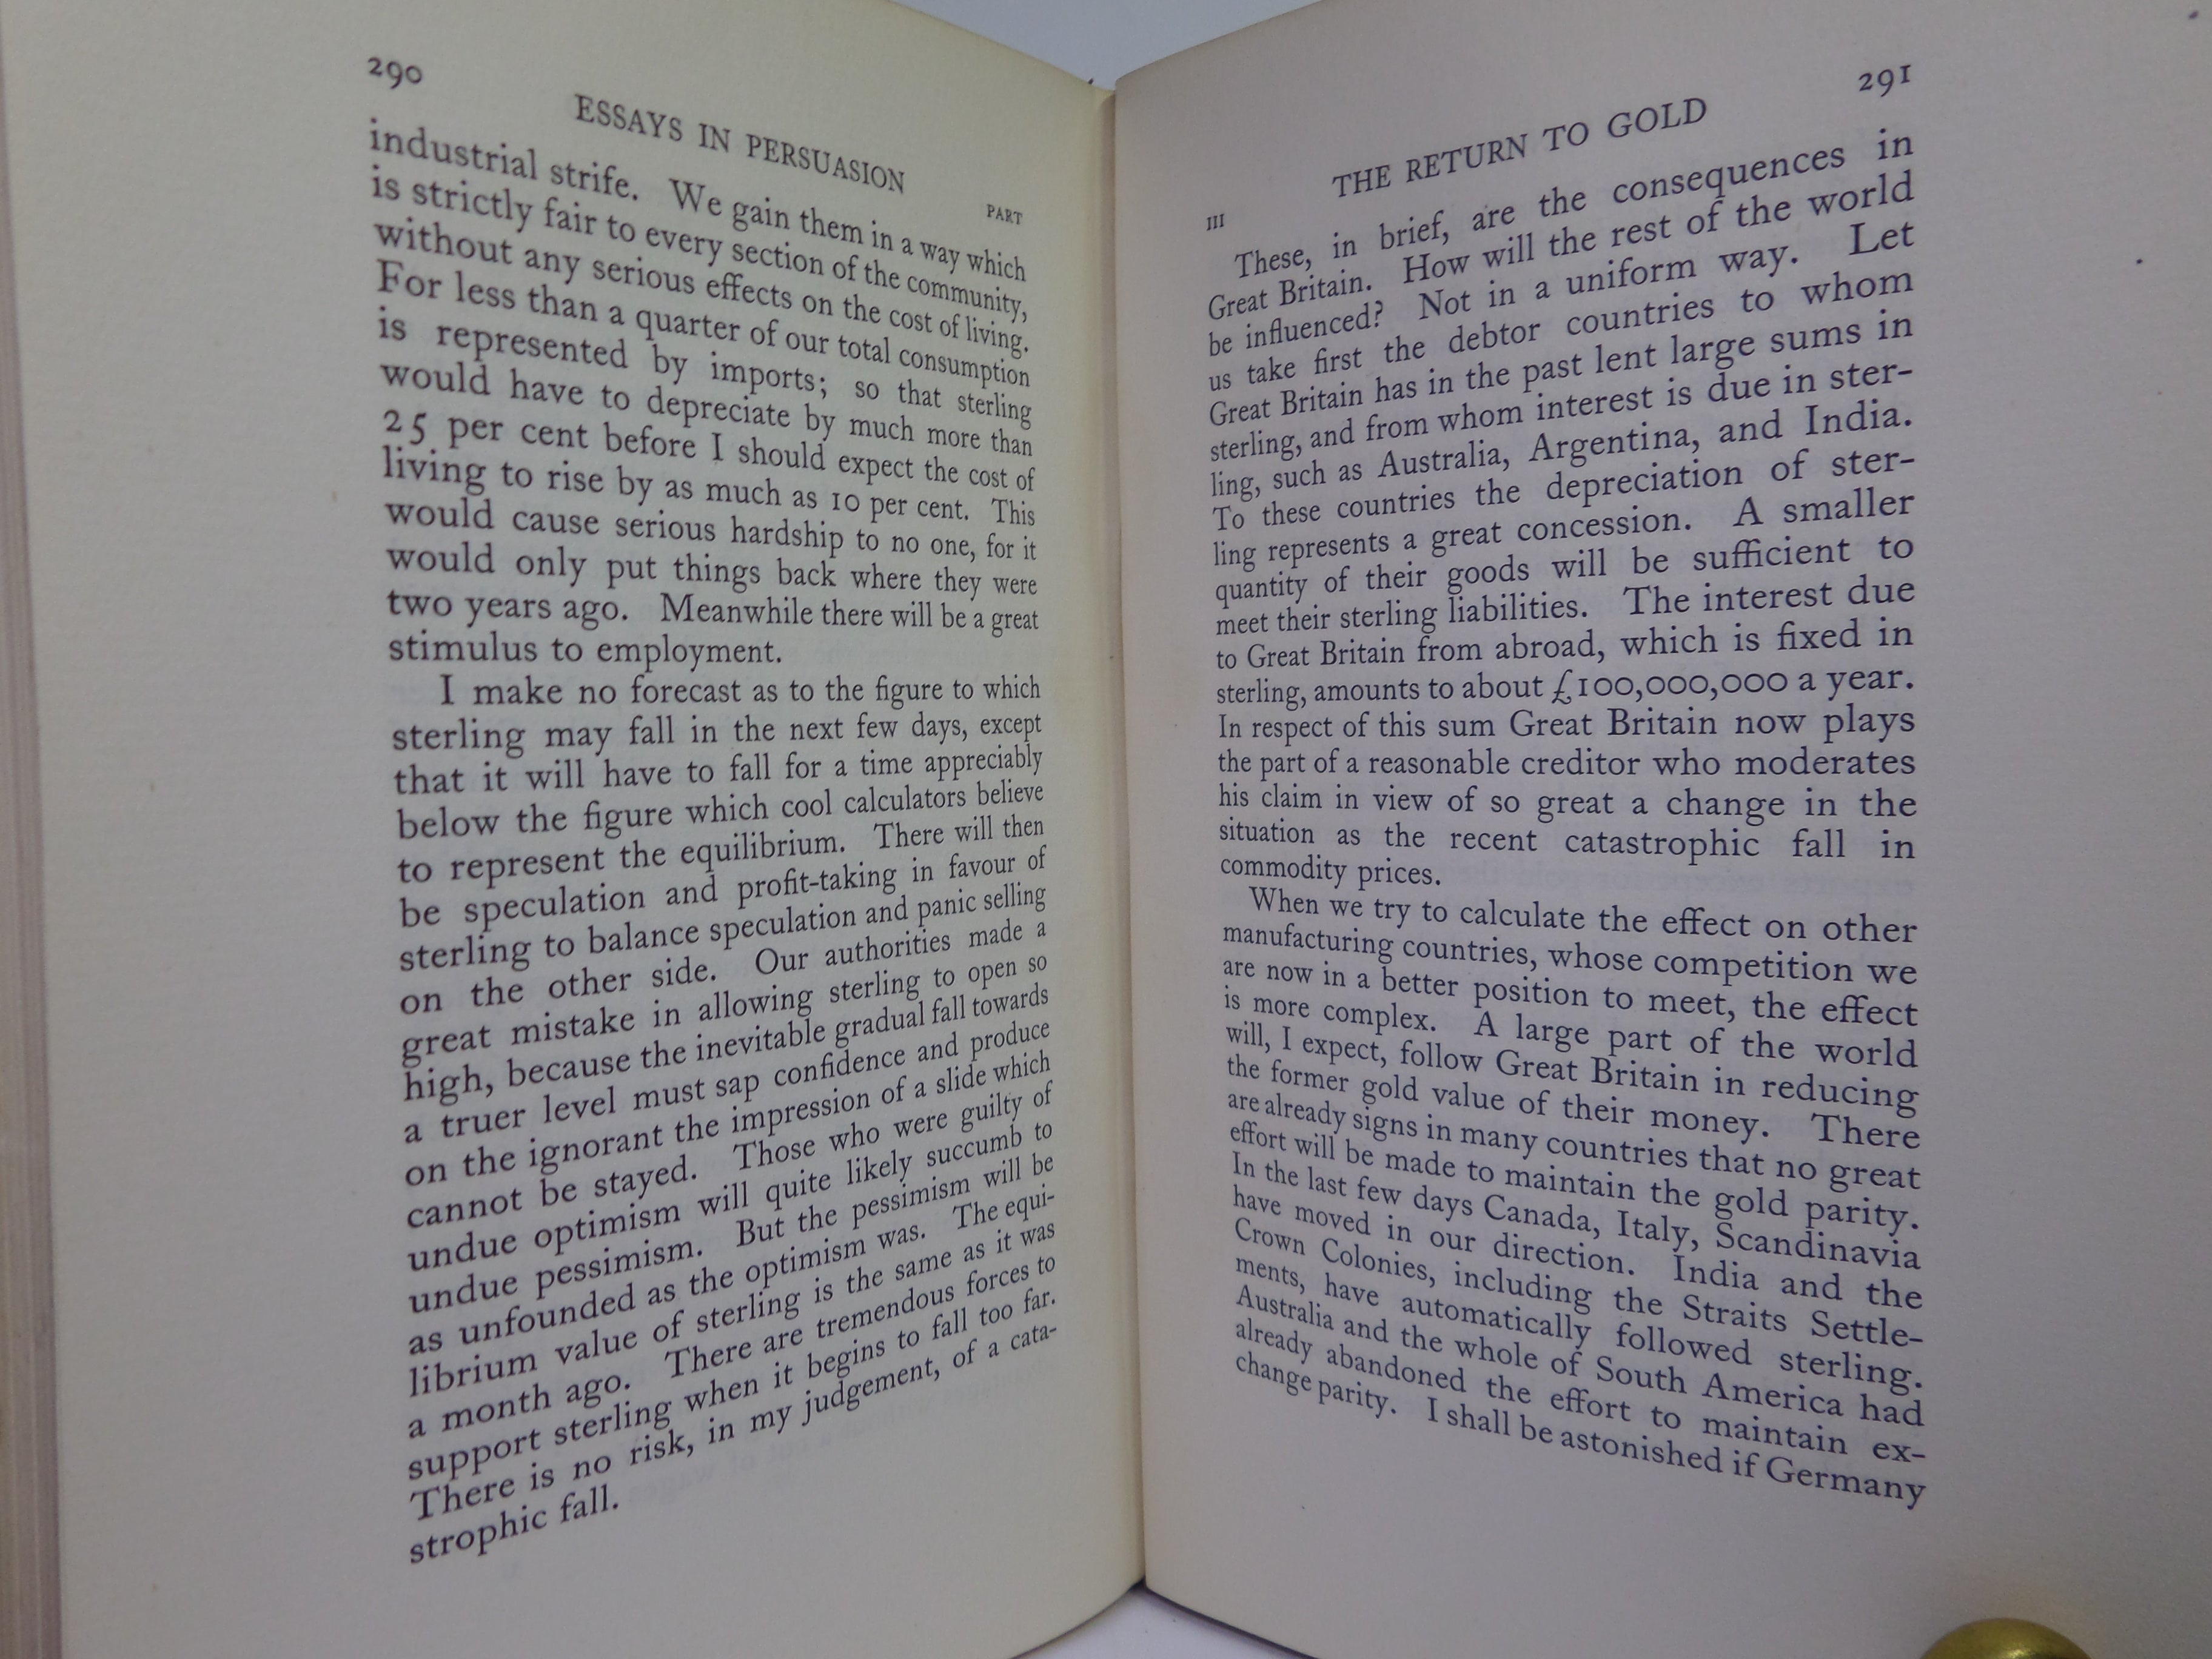 290
ESSAYS IN PERSUASION
PART
industrial strife. We gain them in a way which
is strictly fair to every section of the community,
without any serious effects on the cost of living.
For less than a quarter of our total consumption
is represented by imports; so that sterling
would have to depreciate by much more than
25 per cent before I should expect the cost of
living to rise by as much as 10 per cent. This
would cause serious hardship to no one, for it
would only put things back where they were
two years ago. Meanwhile there will be a great
stimulus to employment.
I make no forecast as to the figure to which
sterling may fall in the next few days, except
that it will have to fall for a time appreciably
below the figure which cool calculators believe
to represent the equilibrium. There will then
be speculation and profit-taking in favour of
sterling to balance speculation and panic selling
on the other side. Our authorities made a
great mistake in allowing sterling to open so
high, because the inevitable gradual fall towards
a truer level must sap confidence and produce
on the ignorant the impression of a slide which
cannot be stayed. Those who were guilty of
undue optimism will quite likely succumb to
undue pessimism. But the pessimism will be
as unfounded as the optimism was. The equi-
librium value of sterling is the same as it was
a month ago. There are tremendous forces to
support sterling when it begins to fall too far.
There is no risk, in my judgement, of a cata-
strophic fall.
291
THE RETURN TO GOLD
III
These, in brief, are the consequences in
Great Britain. How will the rest of the world
be influenced? Not in a uniform way. Let
us take first the debtor countries to whom
Great Britain has in the past lent large sums in
sterling, and from whom interest is due in ster-
ling, such as Australia, Argentina, and India.
To these countries the depreciation of ster-
ling represents a great concession. A smaller
quantity of their goods will be sufficient to
meet their sterling liabilities. The interest due
to Great Britain from abroad, which is fixed in
sterling, amounts to about £100,000,000 a year.
In respect of this sum Great Britain now plays
the part of a reasonable creditor who moderates
his claim in view of so great a change in the
situation as the recent catastrophic fall in
commodity prices.
When we try to calculate the effect on other
manufacturing countries, whose competition we
are now in a better position to meet, the effect
is more complex. A large part of the world
will, I expect, follow Great Britain in reducing
the former gold value of their money. There
are already signs in many countries that no great
effort will be made to maintain the gold parity.
In the last few days Canada, Italy, Scandinavia
have moved in our direction. India and the
Crown Colonies, including the Straits Settle-
ments, have automatically followed sterling.
Australia and the whole of South America had
already abandoned the effort to maintain ex-
change parity. I shall be astonished if Germany